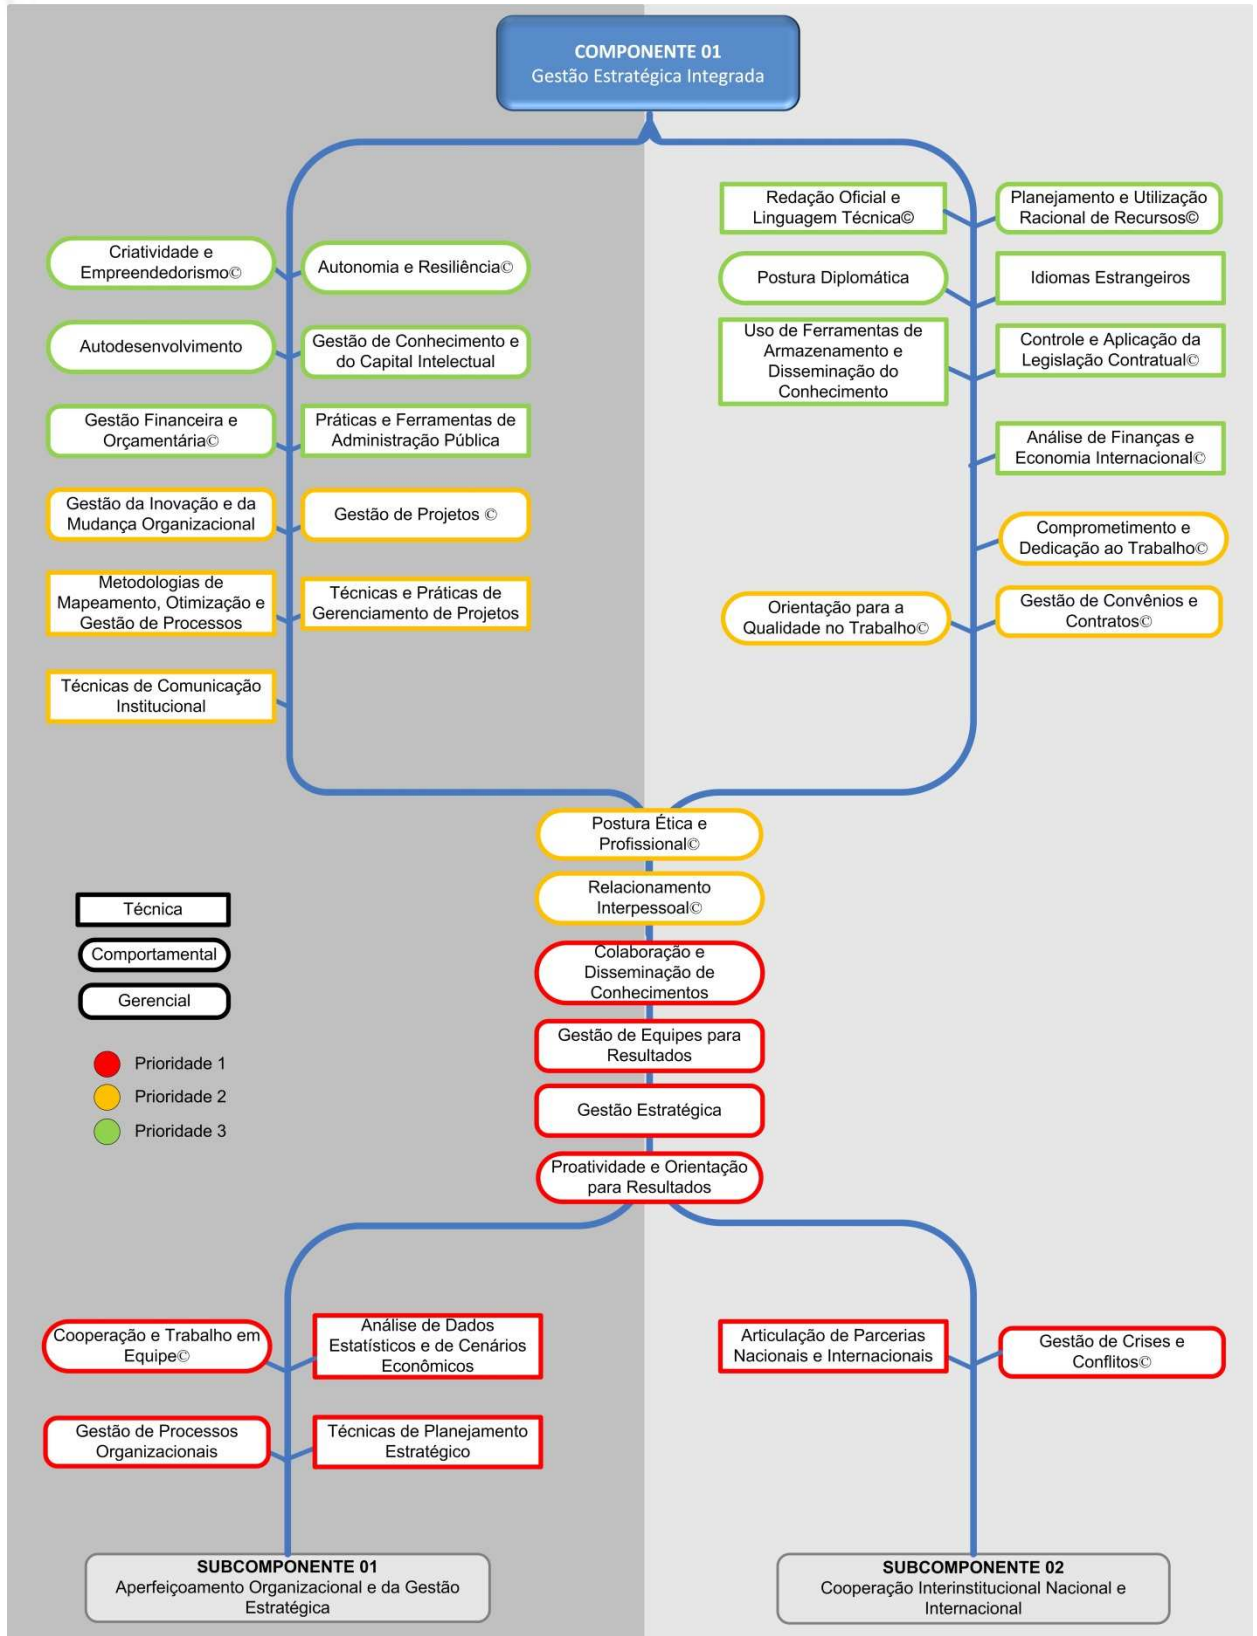 COMPONENTE 01
Gestão Estratégica Integrada
Criatividade e
Empreendedorismo©
Autonomia e Resiliência©
Autodesenvolvimento
Gestão de Conhecimento e
do Capital Intelectual
Gestão Financeira e
Orçamentária©
Práticas e Ferramentas de
Administração Pública
Gestão da Inovação e da
Mudança Organizacional
Gestão de Projetos ©
Metodologias de
Mapeamento, Otimização e
Gestão de Processos
Técnicas e Práticas de
Gerenciamento de Projetos
Técnicas de Comunicação
Institucional
Redação Oficial e
Linguagem Técnica©
Planejamento e Utilização
Racional de Recursos©
Postura Diplomática
Idiomas Estrangeiros
Uso de Ferramentas de
Armazenamento e
Disseminação do
Conhecimento
Controle e Aplicação da
Legislação Contratual©
Análise de Finanças e
Economia Internacional©
Comprometimento e
Dedicação ao Trabalho©
Orientação para a
Qualidade no Trabalho©
Gestão de Convênios e
Contratos©
Postura Ética e
Profissional©
Relacionamento
Interpessoal©
Colaboração e
Disseminação de
Conhecimentos
Gestão de Equipes para
Resultados
Gestão Estratégica
Proatividade e Orientação
para Resultados
Técnica
Comportamental
Gerencial
Prioridade 1
Prioridade 2
Prioridade 3
Cooperação e Trabalho em
Equipe©
Análise de Dados
Estatísticos e de Cenários
Econômicos
Gestão de Processos
Organizacionais
Técnicas de Planejamento
Estratégico
Articulação de Parcerias
Nacionais e Internacionais
Gestão de Crises e
Conflitos©
SUBCOMPONENTE 01
Aperfeiçoamento Organizacional e da Gestão
Estratégica
SUBCOMPONENTE 02
Cooperação Interinstitucional Nacional e
Internacional